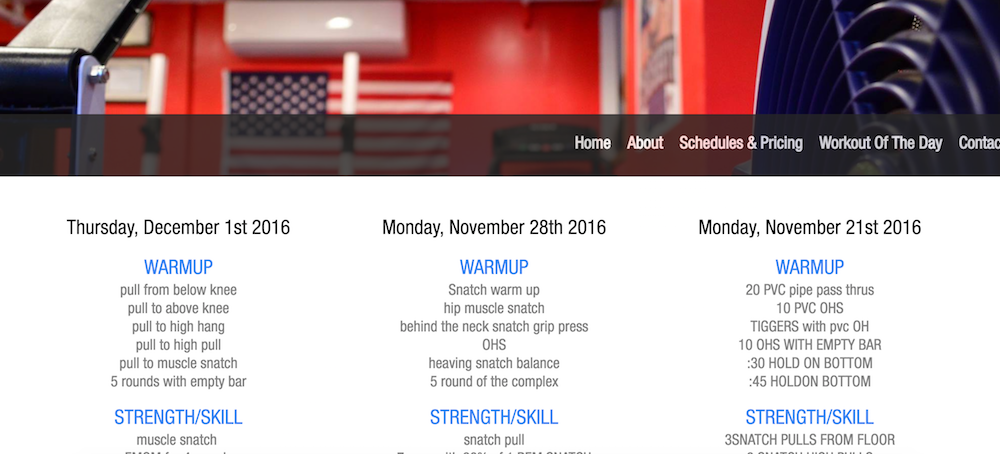 Home About Schedules & Pricing Workout Of The Day Contac
Thursday, December 1st 2016
WARMUP
pull from below knee
pull to above knee
pull to high hang
pull to high pull
pull to muscle snatch
5 rounds with empty bar
STRENGTH/SKILL
muscle snatch
Monday, November 28th 2016
WARMUP
Snatch warm up
hip muscle snatch
behind the neck snatch grip press
OHS
heaving snatch balance
5 round of the complex
STRENGTH/SKILL
snatch pull
Monday, November 21st 2016
WARMUP
20 PVC pipe pass thrus
10 PVC OHS
TIGGERS with pvc OH
10 OHS WITH EMPTY BAR
:30 HOLD ON BOTTOM
:45 HOLDON BOTTOM
STRENGTH/SKILL
3SNATCH PULLS FROM FLOOR